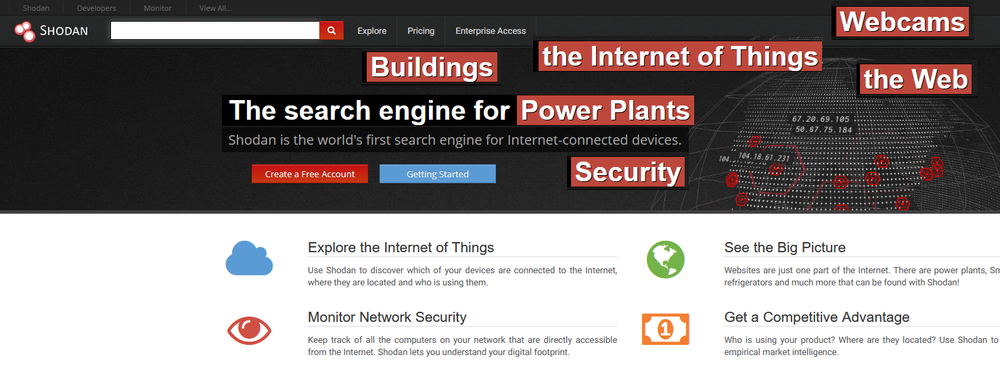 Shodan Developers Monitor View All...
SHODAN Explore Pricing Enterprise Access
Webcams
the Internet of Things
Buildings
the Web
The search engine for Power Plants
Shodan is the world's first search engine for Internet-connected devices.
67.20.69.105
50.87.75.184
104. 104.18.61.231
Security
Create a Free Account Getting Started
Explore the Internet of Things
Use Shodan to discover which of your devices are connected to the Internet,
where they are located and who is using them.
See the Big Picture
Websites are just one part of the Internet. There are power plants, Sm
refrigerators and much more that can be found with Shodan!
Monitor Network Security
Keep track of all the computers on your network that are directly accessible
from the Internet. Shodan lets you understand your digital footprint.
1
Get a Competitive Advantage
Who is using your product? Where are they located? Use Shodan to
empirical market intelligence.